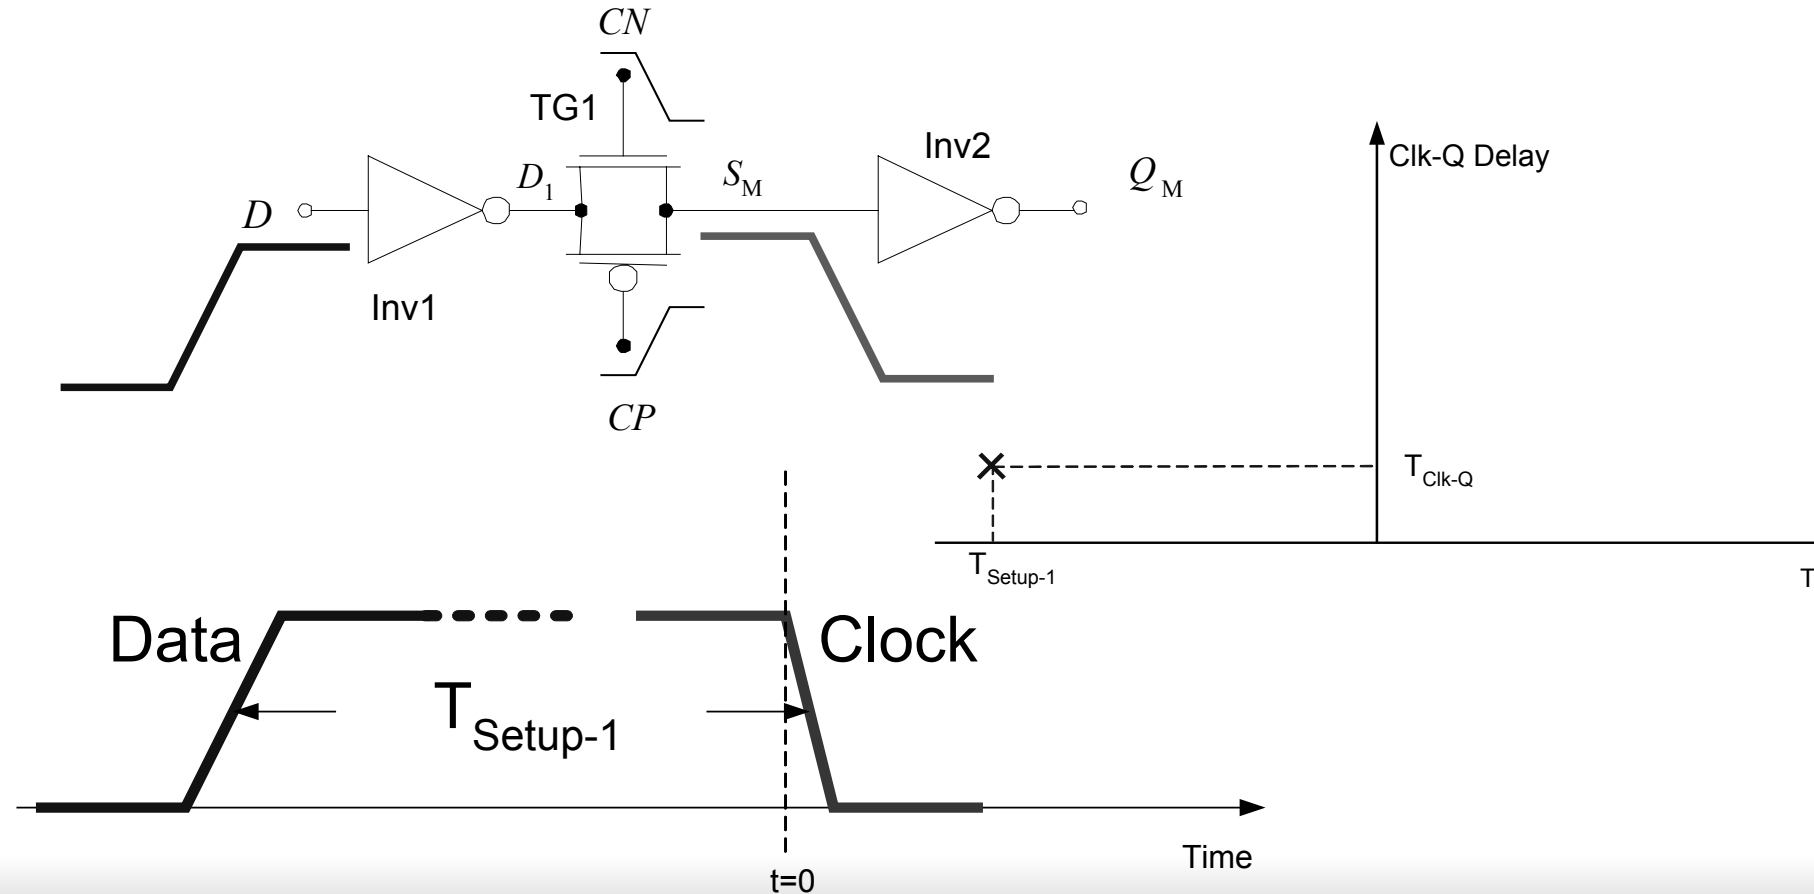 CN
TG1
Inv2
Clk-Q Delay
D
D1
SM
QM
Inv1
CP
TClk-Q
TSetup-1
T
Data
Clock
TSetup-1
Time
t=0